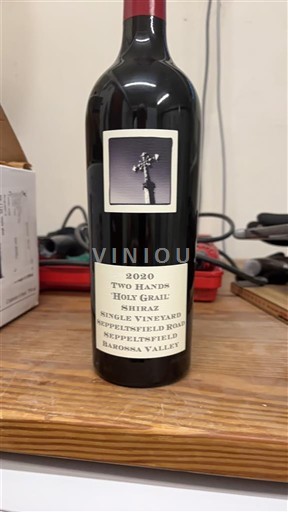 VINIOU
2020
Two Hands
'Holy Grail'
Shiraz
Single Vineyard
Seppeltsfield Road
Seppeltsfield
Barossa Valley